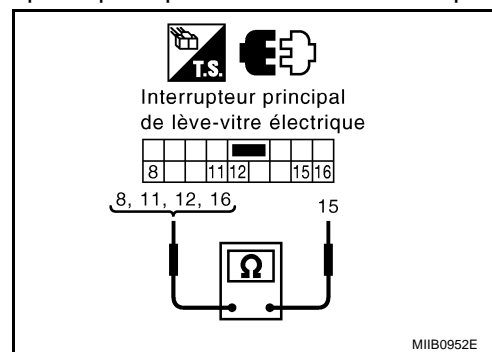 T.S.
Interrupteur principal
de lève-vitre électrique
8 11 12 15 16
8, 11, 12, 16
15
Ω
MIIB0952E